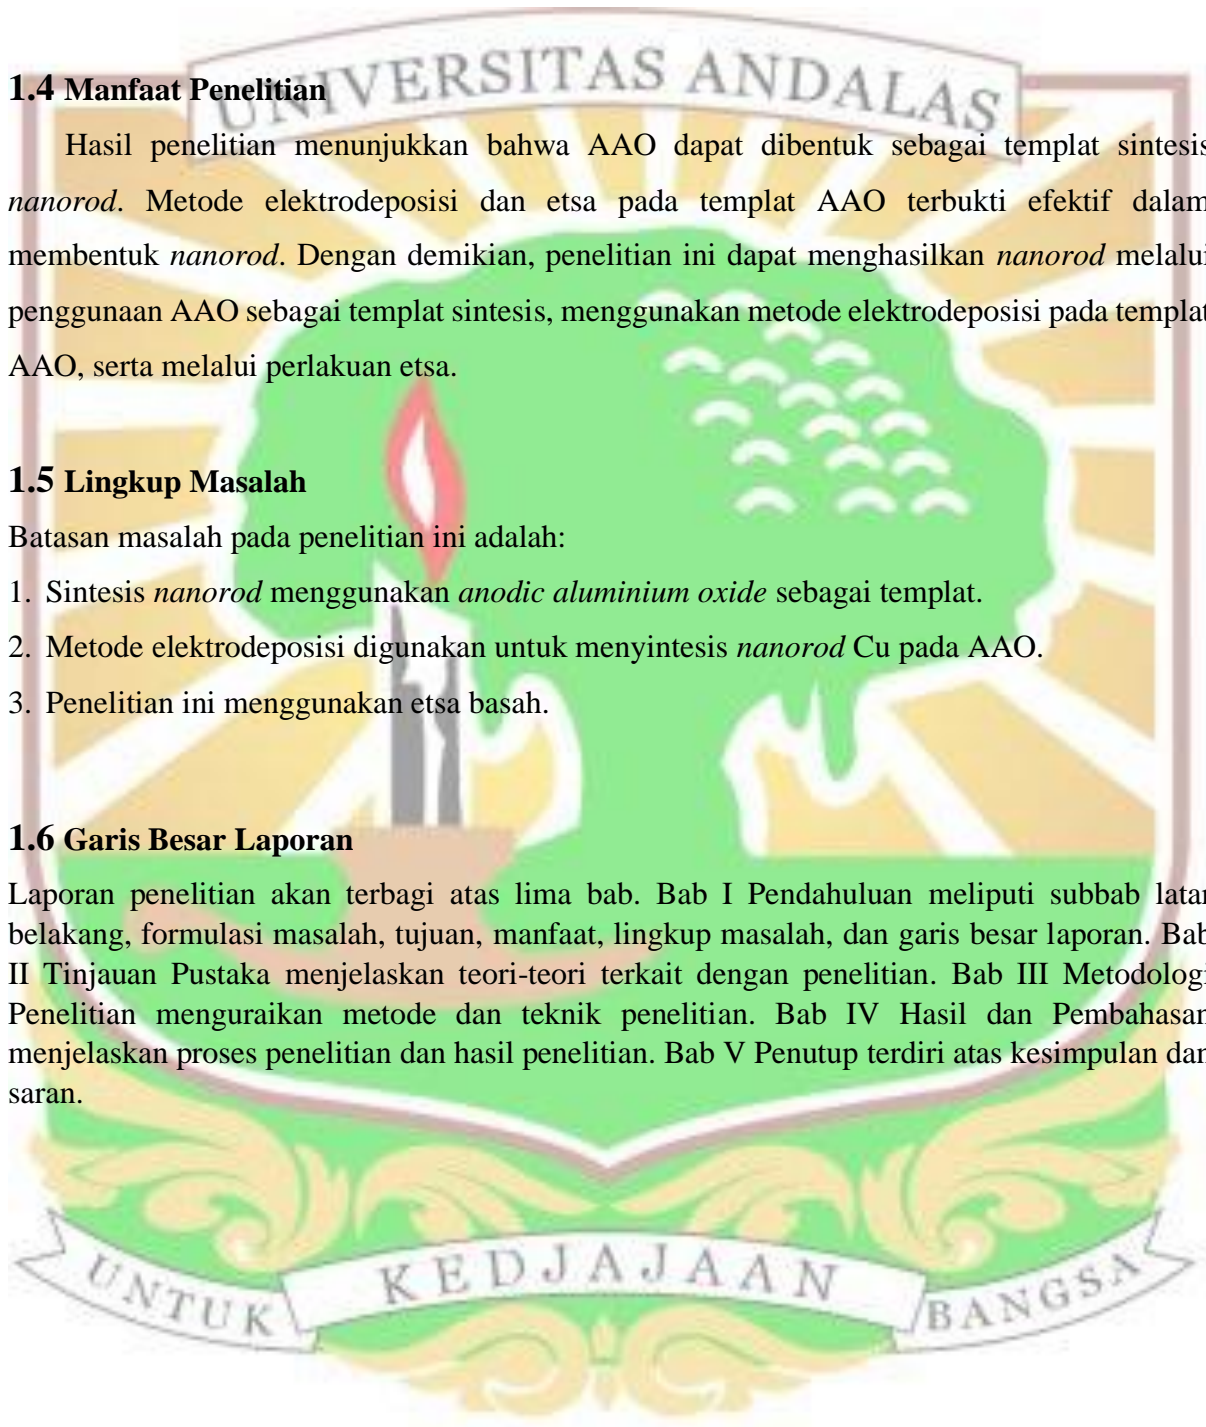 UNIVERSITAS ANDALAS
1.4 Manfaat Penelitian
Hasil penelitian menunjukkan bahwa AAO dapat dibentuk sebagai templat sintesis
nanorod. Metode elektrodeposisi dan etsa pada templat AAO terbukti efektif dalam
membentuk nanorod. Dengan demikian, penelitian ini dapat menghasilkan nanorod melalui
penggunaan AAO sebagai templat sintesis, menggunakan metode elektrodeposisi pada templat
AAO, serta melalui perlakuan etsa.
1.5 Lingkup Masalah
Batasan masalah pada penelitian ini adalah:
1. Sintesis nanorod menggunakan anodic aluminium oxide sebagai templat.
2. Metode elektrodeposisi digunakan untuk menyintesis nanorod Cu pada AAO.
3. Penelitian ini menggunakan etsa basah.
1.6 Garis Besar Laporan
Laporan penelitian akan terbagi atas lima bab. Bab I Pendahuluan meliputi subbab latar
belakang, formulasi masalah, tujuan, manfaat, lingkup masalah, dan garis besar laporan. Bab
II Tinjauan Pustaka menjelaskan teori-teori terkait dengan penelitian. Bab III Metodologi
Penelitian menguraikan metode dan teknik penelitian. Bab IV Hasil dan Pembahasan
menjelaskan proses penelitian dan hasil penelitian. Bab V Penutup terdiri atas kesimpulan dan
saran.
UNTUK KEDJAJAAN BANGSA